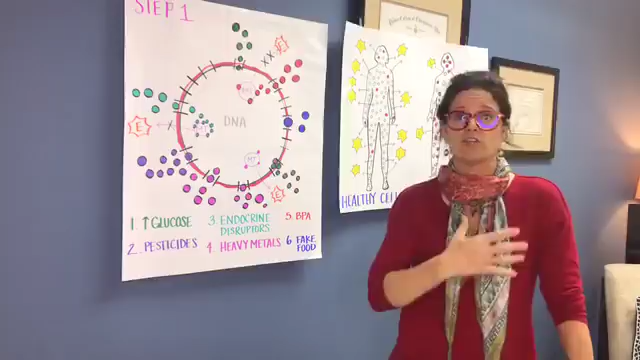 STEP 1
E
XX
E
DNA
E
1. ↑ GLUCOSE
2. PESTICIDES
3. ENDOCRINE
DISRUPTORS
4. HEAVY METALS
5. BPA
6. FAKE
FOOD
HEALTHY